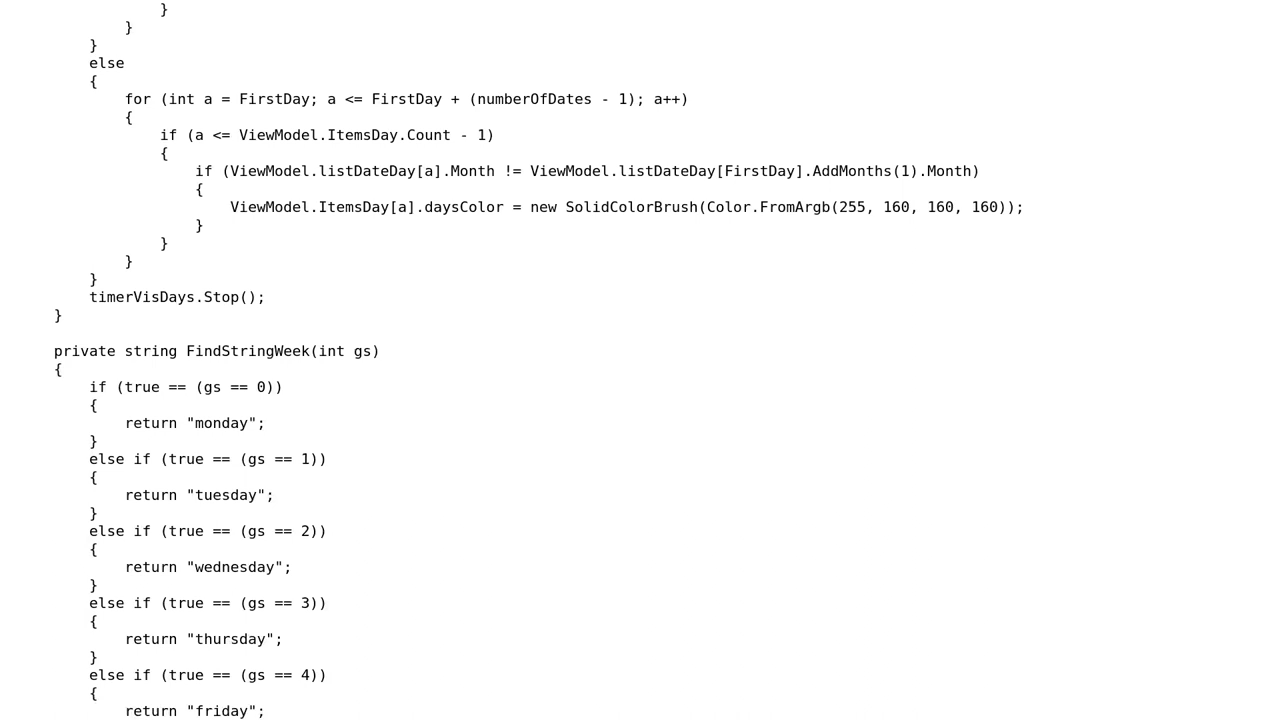 }
        }
    }
    else
    {
        for (int a = FirstDay; a <= FirstDay + (numberOfDates - 1); a++)
        {
            if (a <= ViewModel.ItemsDay.Count - 1)
            {
                if (ViewModel.listDateDay[a].Month != ViewModel.listDateDay[FirstDay].AddMonths(1).Month)
                {
                    ViewModel.ItemsDay[a].daysColor = new SolidColorBrush(Color.FromArgb(255, 160, 160, 160));
                }
            }
        }
    }
    timerVisDays.Stop();
}

private string FindStringWeek(int gs)
{
    if (true == (gs == 0))
    {
        return "monday";
    }
    else if (true == (gs == 1))
    {
        return "tuesday";
    }
    else if (true == (gs == 2))
    {
        return "wednesday";
    }
    else if (true == (gs == 3))
    {
        return "thursday";
    }
    else if (true == (gs == 4))
    {
        return "friday";